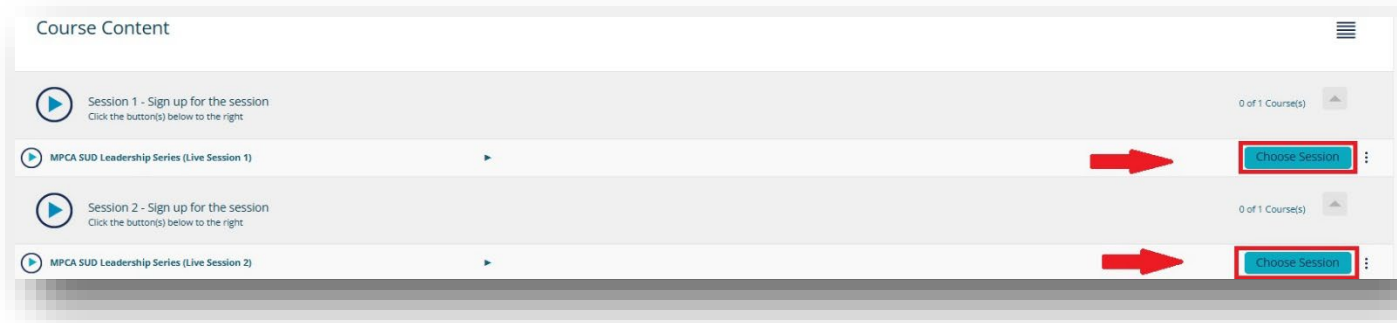 Course Content
Session 1 - Sign up for the session
Click the button(s) below to the right
0 of 1 Course(s)
MPCA SUD Leadership Series (Live Session 1)
Choose Session
Session 2 - Sign up for the session
Click the button(s) below to the right
0 of 1 Course(s)
MPCA SUD Leadership Series (Live Session 2)
Choose Session